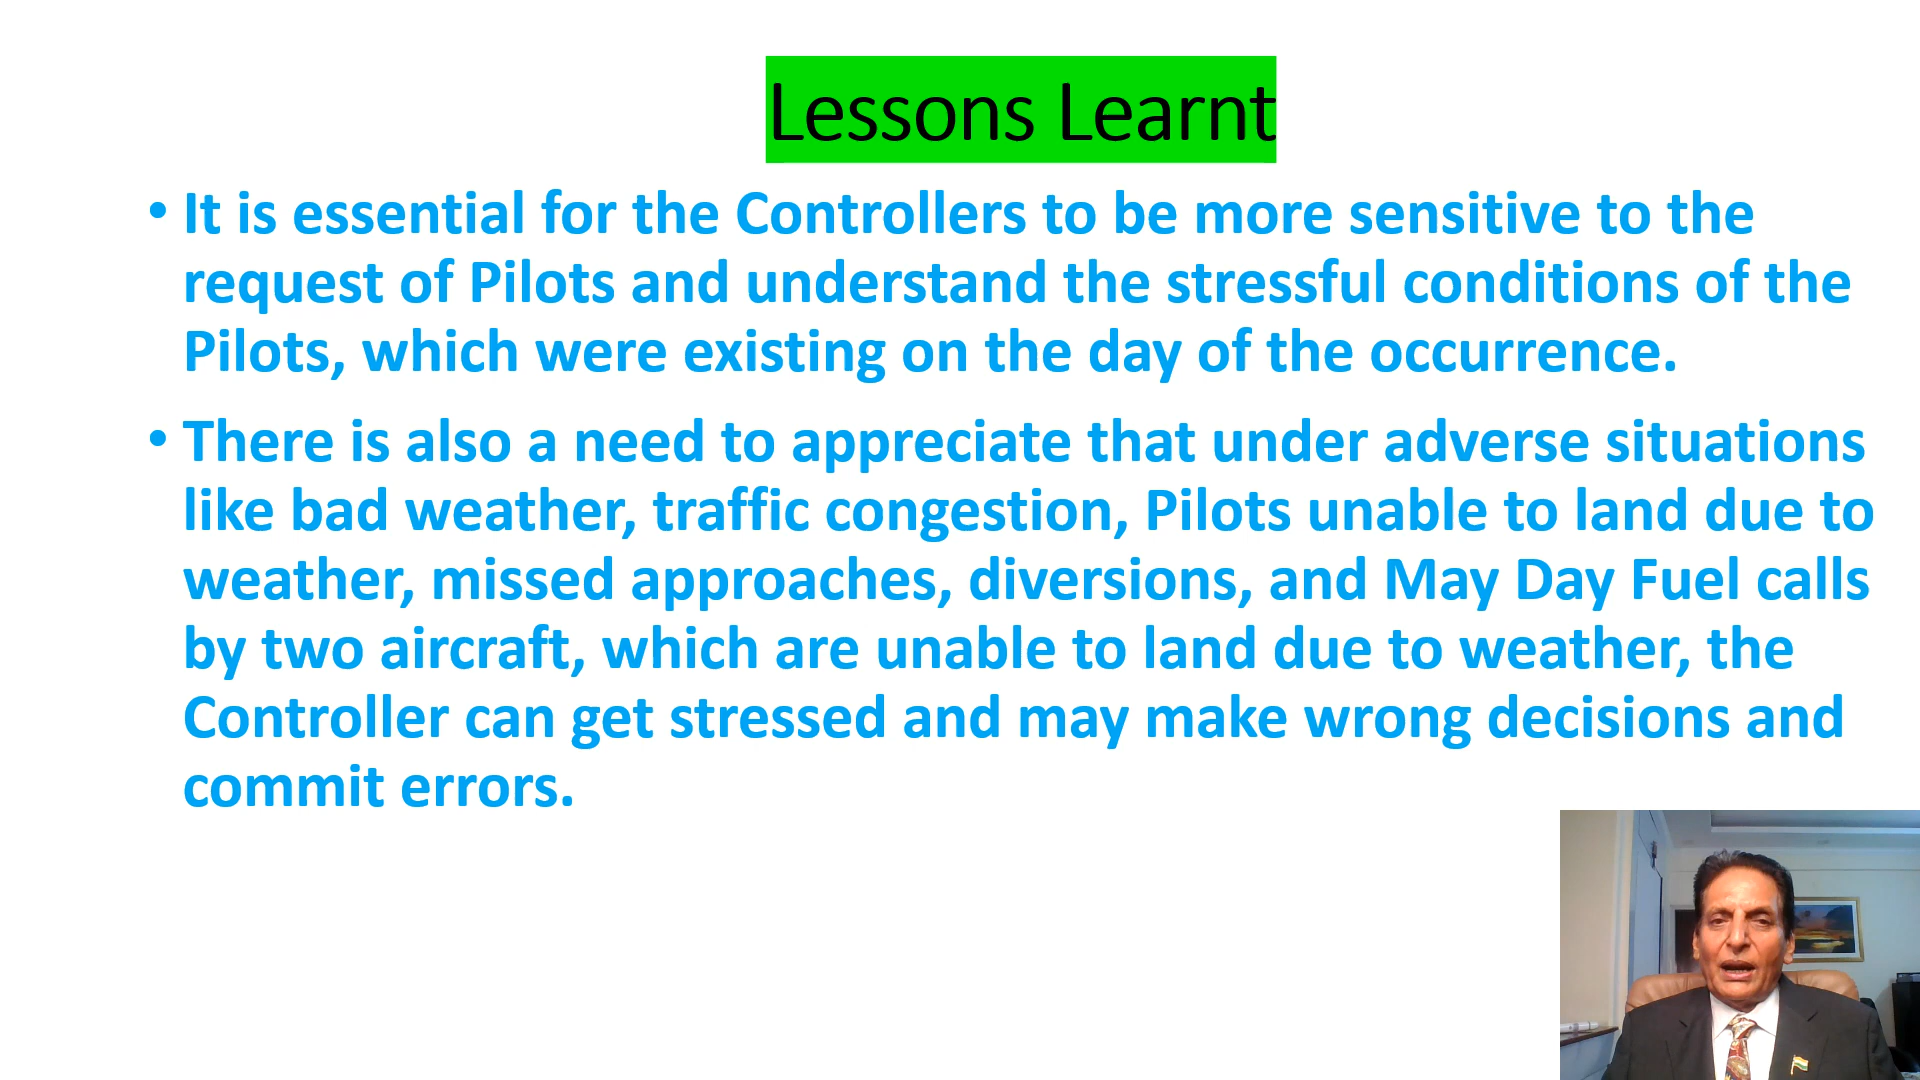 Lessons Learnt
• It is essential for the Controllers to be more sensitive to the
request of Pilots and understand the stressful conditions of the
Pilots, which were existing on the day of the occurrence.
• There is also a need to appreciate that under adverse situations
like bad weather, traffic congestion, Pilots unable to land due to
weather, missed approaches, diversions, and May Day Fuel calls
by two aircraft, which are unable to land due to weather, the
Controller can get stressed and may make wrong decisions and
commit errors.